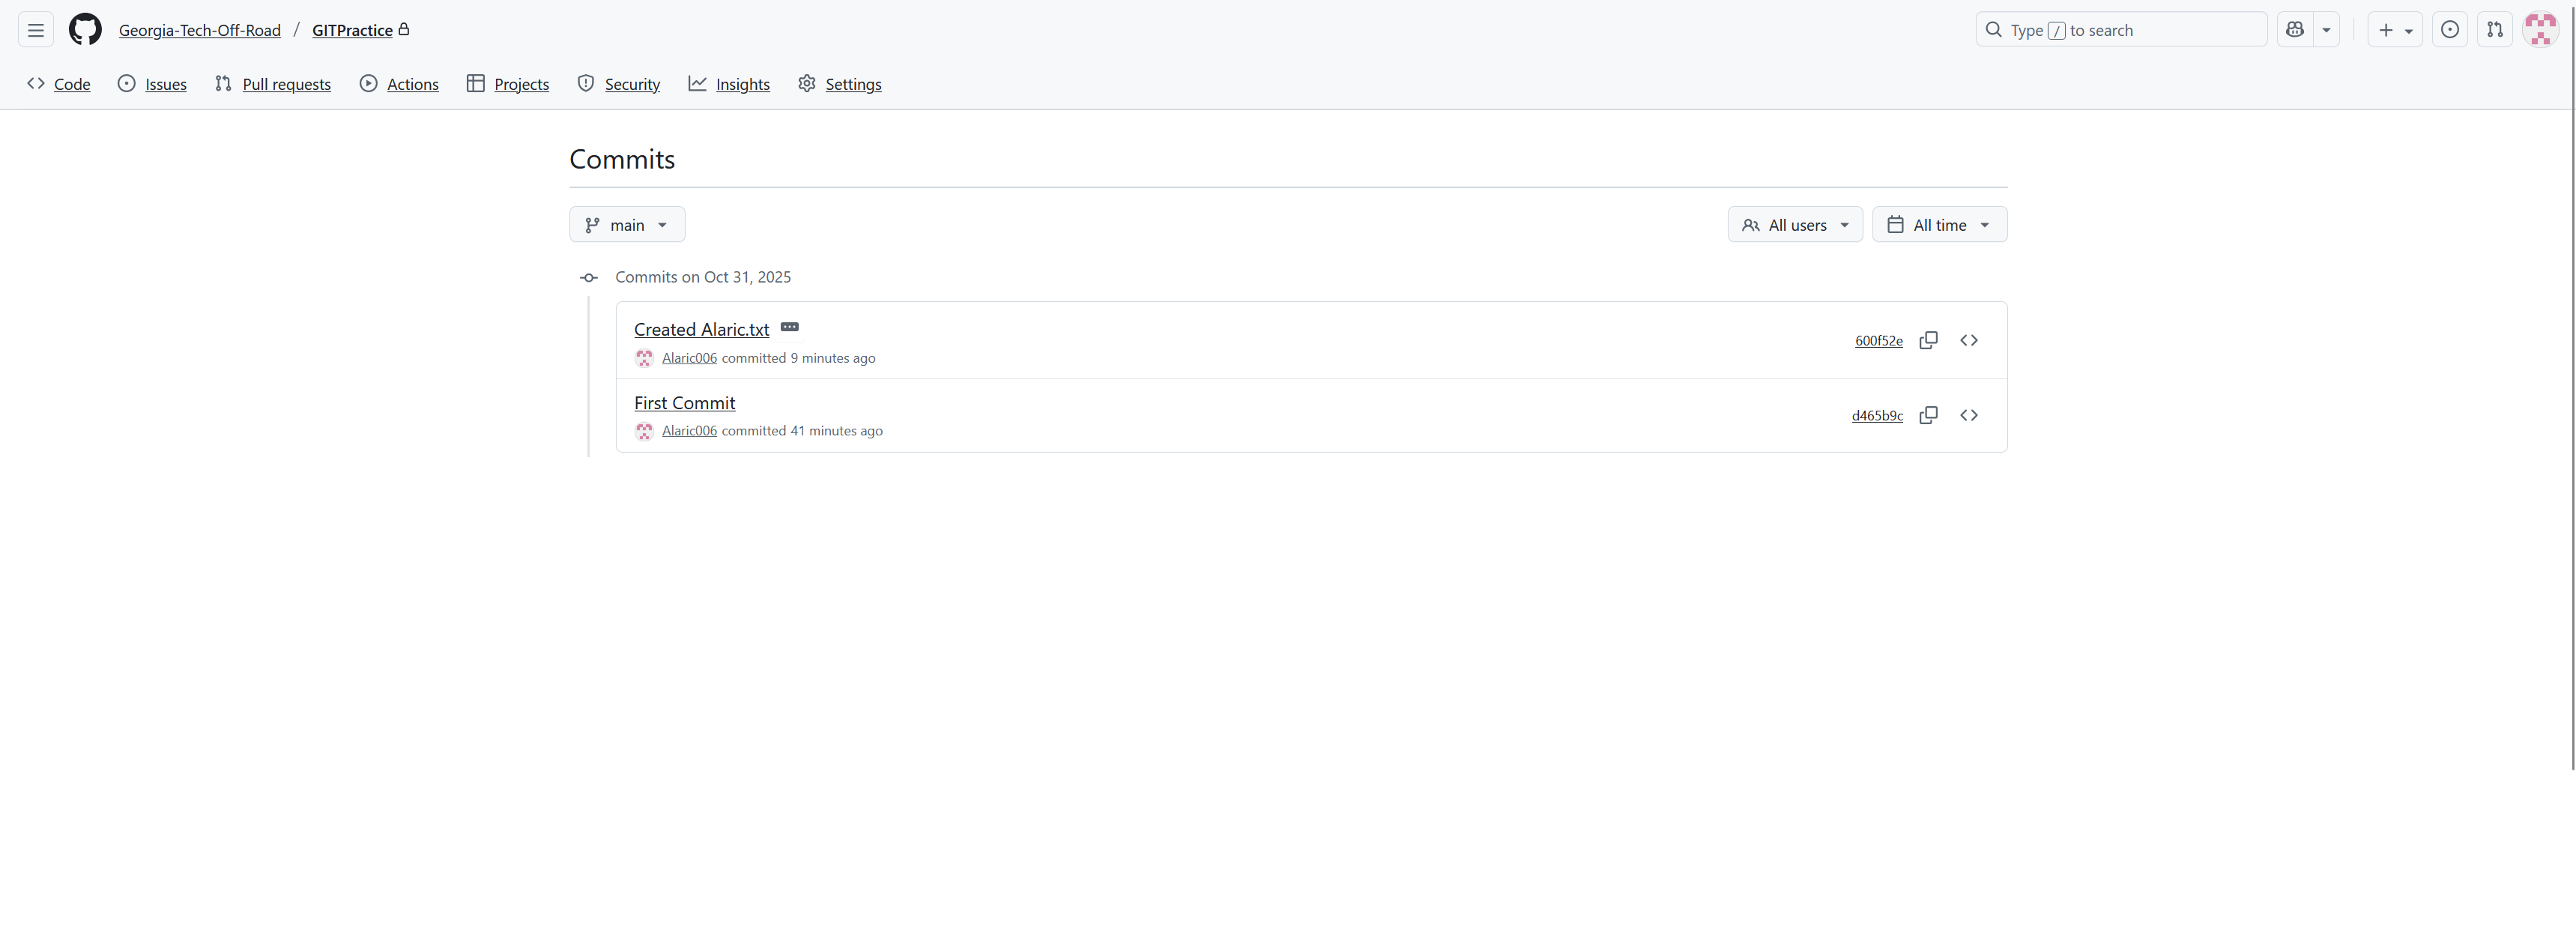 Georgia-Tech-Off-Road / GITPractice
Type / to search
Code Issues Pull requests Actions Projects Security Insights Settings
Commits
main
All users All time
Commits on Oct 31, 2025
Created Alaric.txt
Alaric006 committed 9 minutes ago
600f52e
First Commit
Alaric006 committed 41 minutes ago
d465b9c